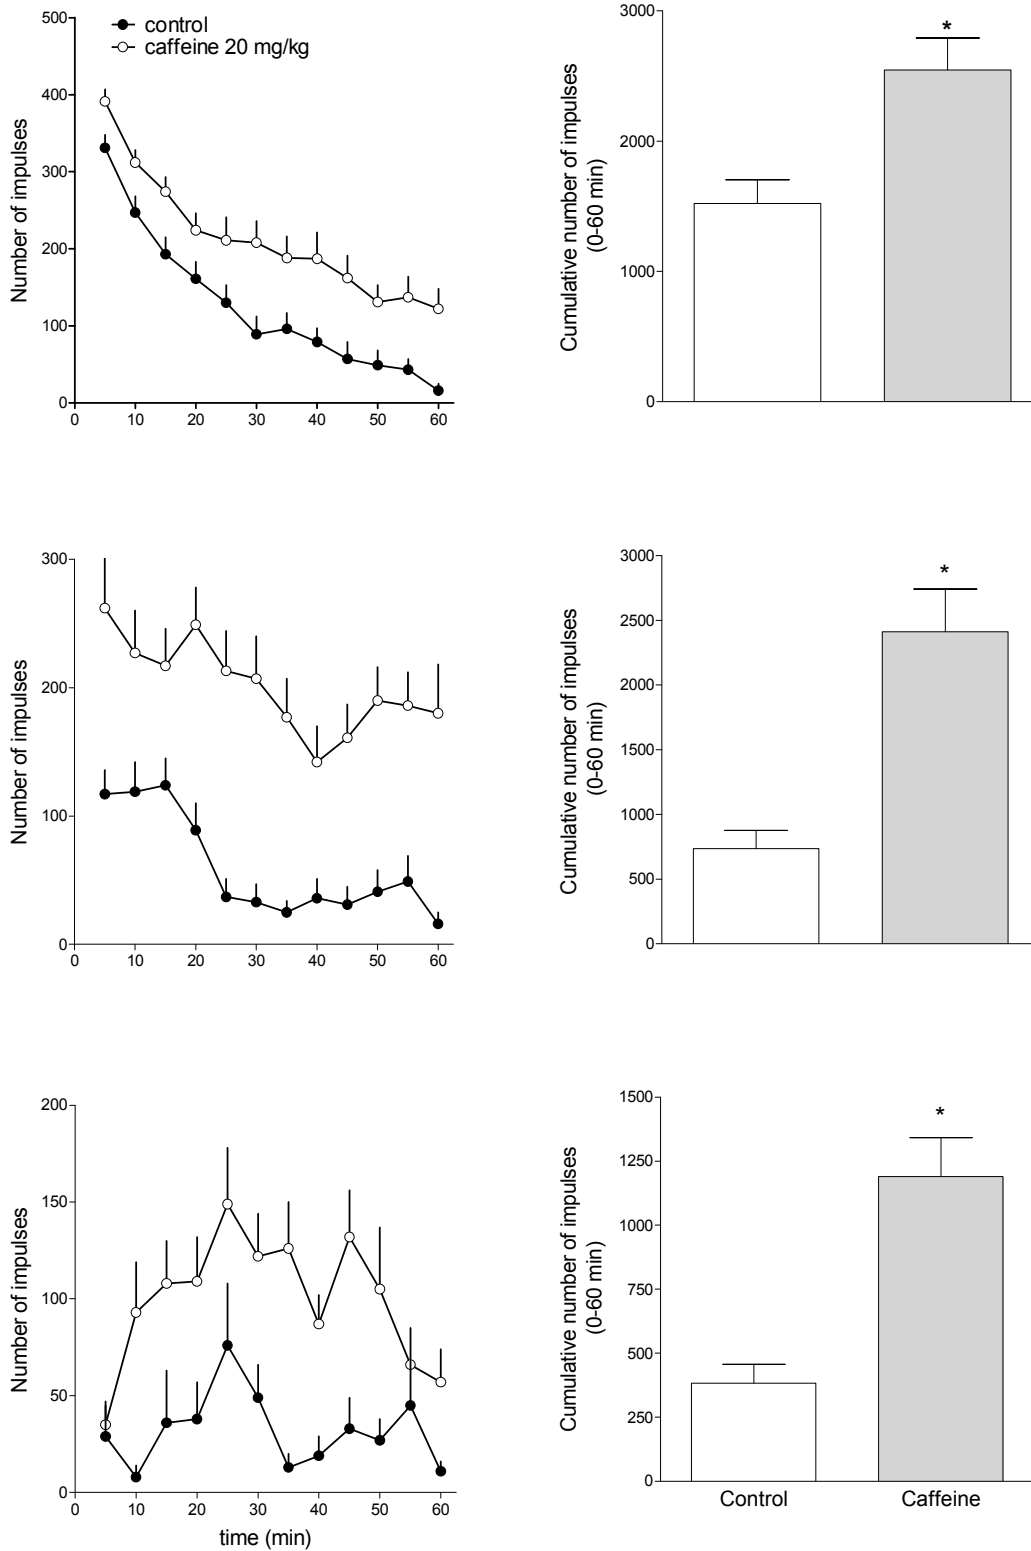 control
caffeine 20 mg/kg
500
400
300
200
100
0
Number of impulses
0 10 20 30 40 50 60
*
3000
2000
1000
0
Cumulative number of impulses
(0-60 min)
300
200
100
0
Number of impulses
0 10 20 30 40 50 60
*
3000
2500
2000
1500
1000
500
0
Cumulative number of impulses
(0-60 min)
200
150
100
50
0
Number of impulses
0 10 20 30 40 50 60
time (min)
*
1500
1250
1000
750
500
250
0
Cumulative number of impulses
(0-60 min)
Control Caffeine